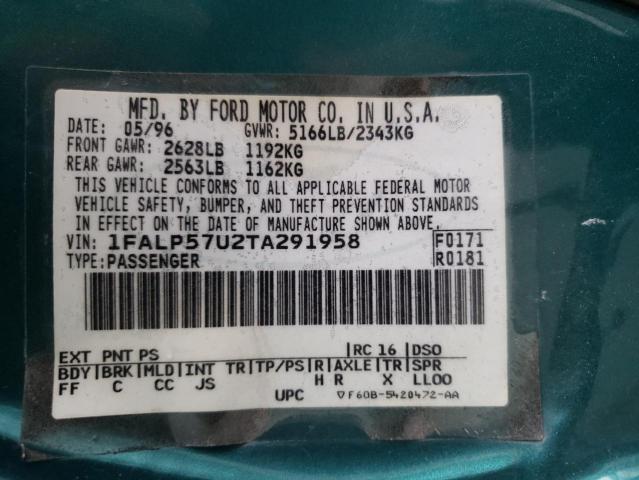 MFD. BY FORD MOTOR CO. IN U.S.A.
DATE: 05/96 GVWR: 5166LB/2343KG
FRONT GAWR: 2628LB 1192KG
REAR GAWR: 2563LB 1162KG
THIS VEHICLE CONFORMS TO ALL APPLICABLE FEDERAL MOTOR
VEHICLE SAFETY, BUMPER, AND THEFT PREVENTION STANDARDS
IN EFFECT ON THE DATE OF MANUFACTURE SHOWN ABOVE.
VIN: 1FALP57U2TA291958 F0171
TYPE: PASSENGER R0181
EXT PNT PS RC 16 DSO
BDY BRK MLD INT TR TP/PS R AXLE TR SPR
FF C CC JS H R X LL00
UPC ▽F60B-5420472-AA